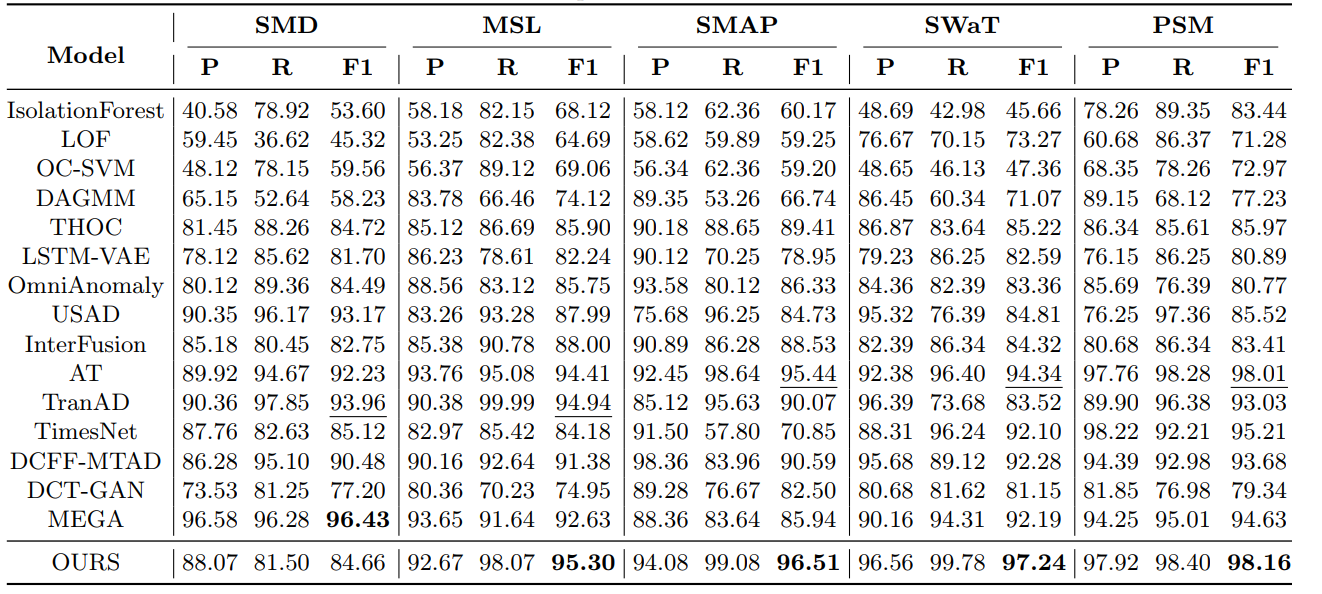 SMD MSL SMAP SWaT PSM
Model
P R F1 P R F1 P R F1 P R F1 P R F1
IsolationForest 40.58 78.92 53.60 58.18 82.15 68.12 58.12 62.36 60.17 48.69 42.98 45.66 78.26 89.35 83.44
LOF 59.45 36.62 45.32 53.25 82.38 64.69 58.62 59.89 59.25 76.67 70.15 73.27 60.68 86.37 71.28
OC-SVM 48.12 78.15 59.56 56.37 89.12 69.06 56.34 62.36 59.20 48.65 46.13 47.36 68.35 78.26 72.97
DAGMM 65.15 52.64 58.23 83.78 66.46 74.12 89.35 53.26 66.74 86.45 60.34 71.07 89.15 68.12 77.23
THOC 81.45 88.26 84.72 85.12 86.69 85.90 90.18 88.65 89.41 86.87 83.64 85.22 86.34 85.61 85.97
LSTM-VAE 78.12 85.62 81.70 86.23 78.61 82.24 90.12 70.25 78.95 79.23 86.25 82.59 76.15 86.25 80.89
OmniAnomaly 80.12 89.36 84.49 88.56 83.12 85.75 93.58 80.12 86.33 84.36 82.39 83.36 85.69 76.39 80.77
USAD 90.35 96.17 93.17 83.26 93.28 87.99 75.68 96.25 84.73 95.32 76.39 84.81 76.25 97.36 85.52
InterFusion 85.18 80.45 82.75 85.38 90.78 88.00 90.89 86.28 88.53 82.39 86.34 84.32 80.68 86.34 83.41
AT 89.92 94.67 92.23 93.76 95.08 94.41 92.45 98.64 95.44 92.38 96.40 94.34 97.76 98.28 98.01
TranAD 90.36 97.85 93.96 90.38 99.99 94.94 85.12 95.63 90.07 96.39 73.68 83.52 89.90 96.38 93.03
TimesNet 87.76 82.63 85.12 82.97 85.42 84.18 91.50 57.80 70.85 88.31 96.24 92.10 98.22 92.21 95.21
DCFF-MTAD 86.28 95.10 90.48 90.16 92.64 91.38 98.36 83.96 90.59 95.68 89.12 92.28 94.39 92.98 93.68
DCT-GAN 73.53 81.25 77.20 80.36 70.23 74.95 89.28 76.67 82.50 80.68 81.62 81.15 81.85 76.98 79.34
MEGA 96.58 96.28 96.43 93.65 91.64 92.63 88.36 83.64 85.94 90.16 94.31 92.19 94.25 95.01 94.63
OURS 88.07 81.50 84.66 92.67 98.07 95.30 94.08 99.08 96.51 96.56 99.78 97.24 97.92 98.40 98.16